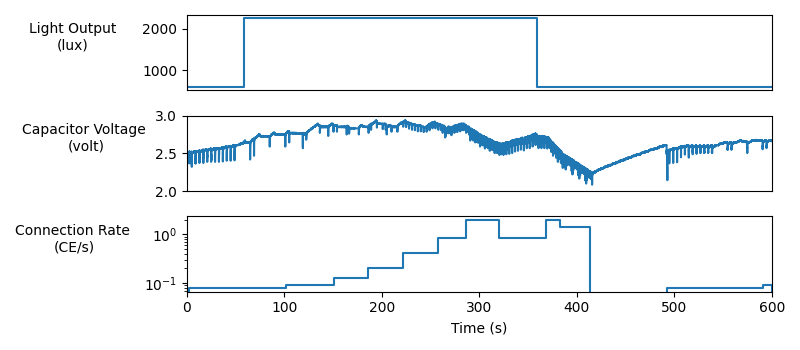 Light Output
(lux)
2000
1000
Capacitor Voltage
(volt)
3.0
2.5
2.0
Connection Rate
(CE/s)
10⁰
10⁻¹
0 100 200 300 400 500 600
Time (s)